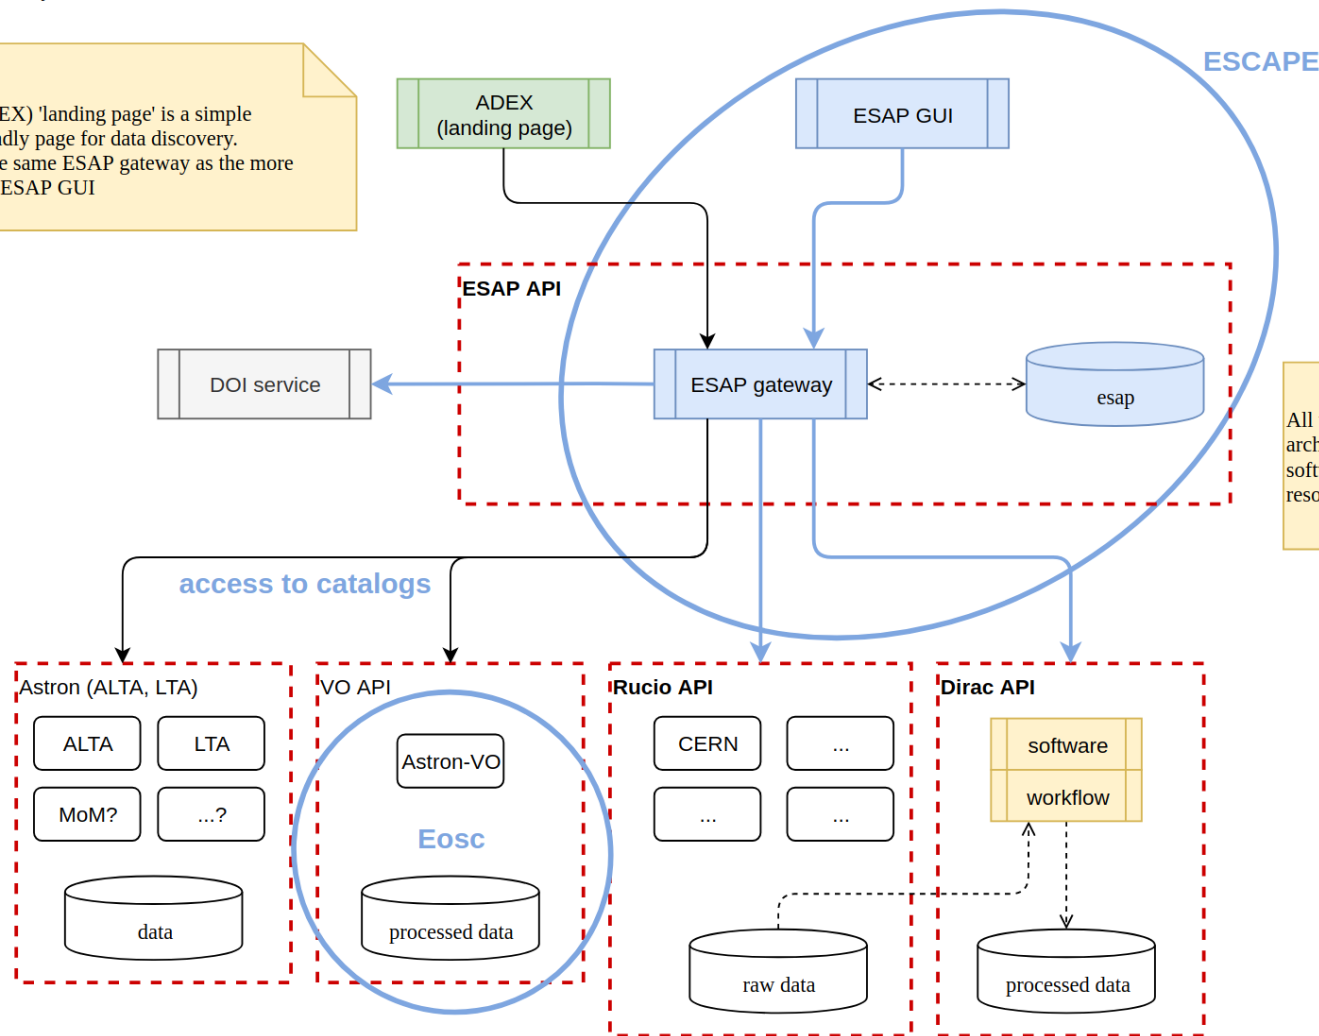 ESCAPE
EX) 'landing page' is a simple
dly page for data discovery.
e same ESAP gateway as the more
ESAP GUI
ADEX
(landing page)
ESAP GUI
ESAP API
DOI service
ESAP gateway
esap
All
arch
soft
reso
access to catalogs
Astron (ALTA, LTA)
ALTA
LTA
MoM?
...?
data
VO API
Astron-VO
Eosc
processed data
Rucio API
CERN
...
...
...
raw data
Dirac API
software
workflow
processed data